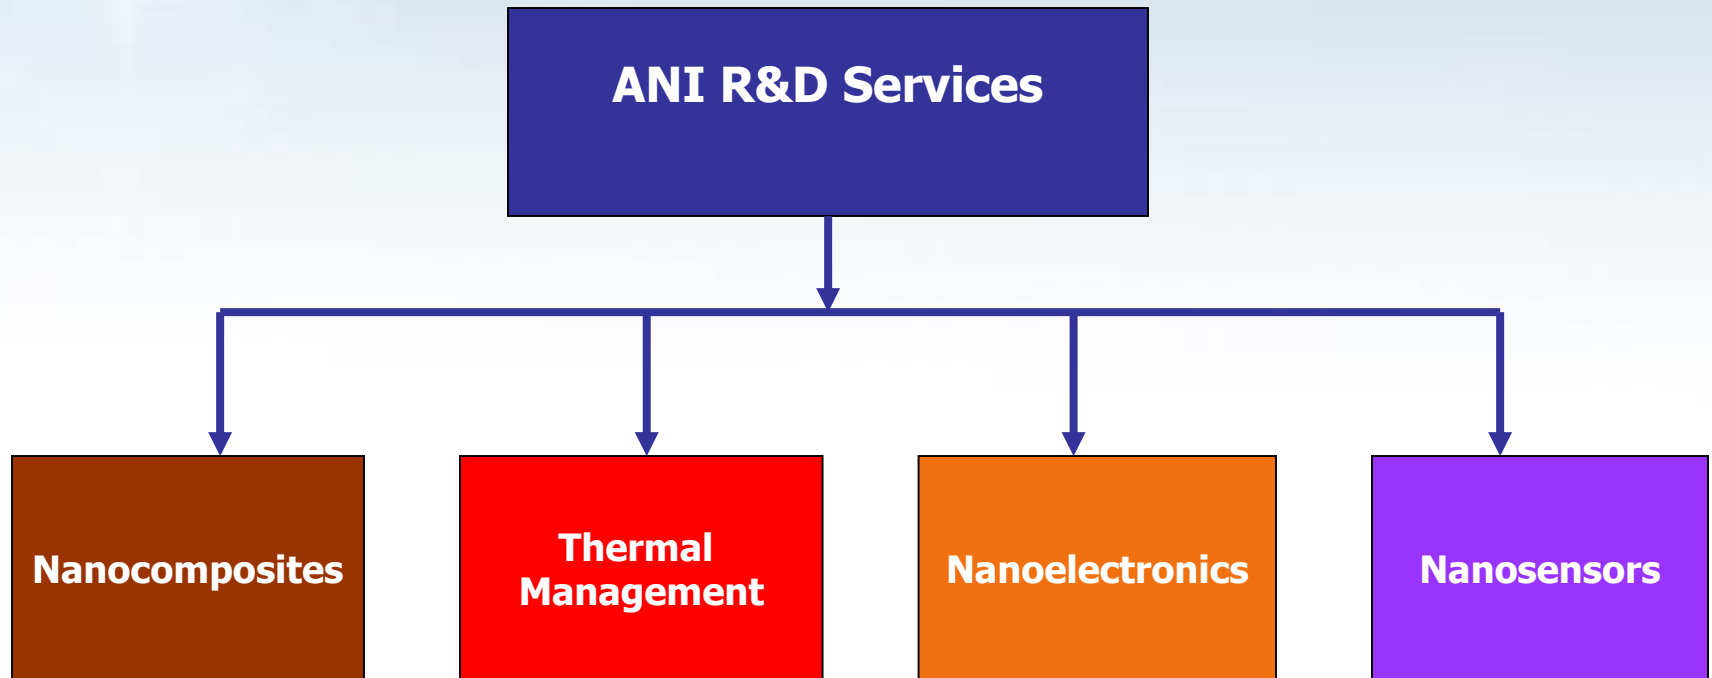 ANI R&D Services
Nanocomposites
Thermal
Management
Nanoelectronics
Nanosensors